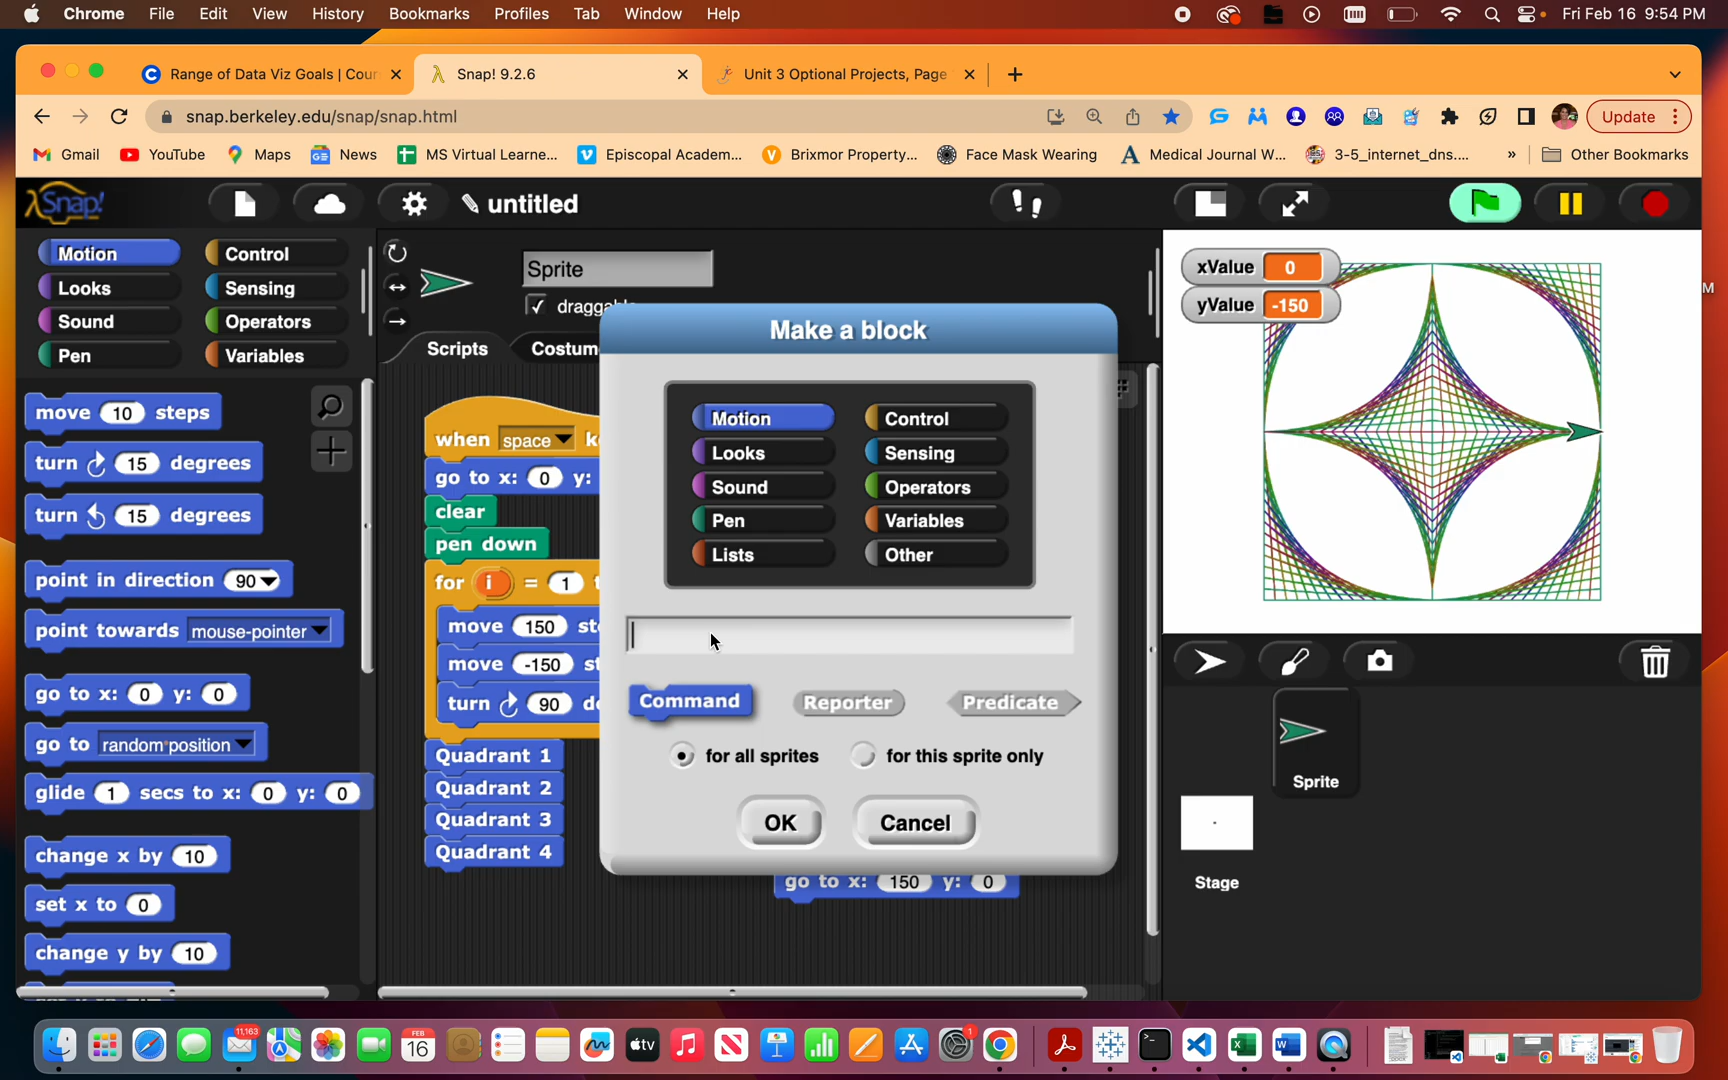 Chrome File Edit View History Bookmarks Profiles Tab Window Help Fri Feb 16 9:54 PM
Range of Data Viz Goals | Cour
Snap! 9.2.6
Unit 3 Optional Projects, Page
snap.berkeley.edu/snap/snap.html
Update
Gmail YouTube Maps News MS Virtual Learne... Episcopal Academ... Brixmor Property... Face Mask Wearing Medical Journal W... 3-5_internet_dns.... » Other Bookmarks
Snap!
untitled
Motion Control
Looks Sensing
Sound Operators
Pen Variables
move 10 steps
turn 15 degrees
turn 15 degrees
point in direction 90
point towards mouse-pointer
go to x: 0 y: 0
go to random position
glide 1 secs to x: 0 y: 0
change x by 10
set x to 0
change y by 10
Sprite
Scripts
when space
go to x: 0 y:
clear
pen down
for i = 1
move 150
move -150
turn 90
Quadrant 1
Quadrant 2
Quadrant 3
Quadrant 4
go to x: 150 y: 0
Make a block
Motion Control
Looks Sensing
Sound Operators
Pen Variables
Lists Other
Command Reporter Predicate
for all sprites for this sprite only
OK Cancel
xValue 0
yValue -150
Sprite
Stage
M
11,163
FEB
16
tv
1